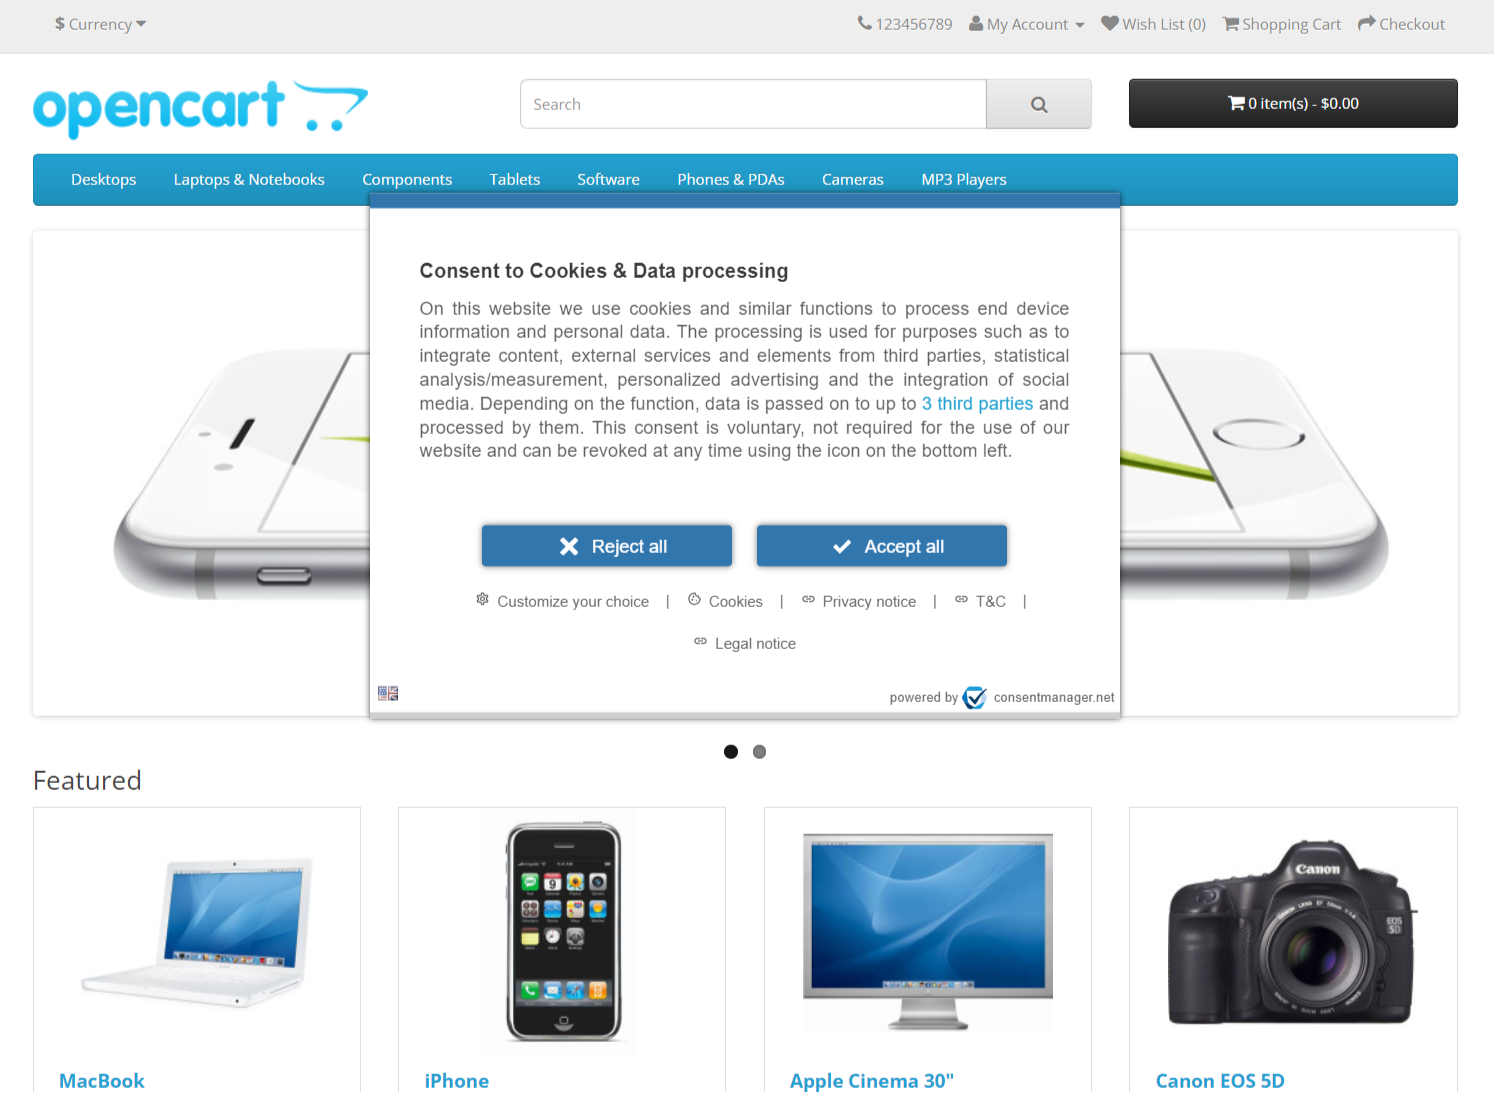 $ Currency
123456789 My Account Wish List (0) Shopping Cart Checkout
opencart
Search
0 item(s) - $0.00
Desktops Laptops & Notebooks Components Tablets Software Phones & PDAs Cameras MP3 Players
Consent to Cookies & Data processing
On this website we use cookies and similar functions to process end device
information and personal data. The processing is used for purposes such as to
integrate content, external services and elements from third parties, statistical
analysis/measurement, personalized advertising and the integration of social
media. Depending on the function, data is passed on to up to 3 third parties and
processed by them. This consent is voluntary, not required for the use of our
website and can be revoked at any time using the icon on the bottom left.
Reject all Accept all
Customize your choice | Cookies | Privacy notice | T&C |
Legal notice
powered by consentmanager.net
Featured
Canon
EOS
5D
MacBook iPhone Apple Cinema 30" Canon EOS 5D